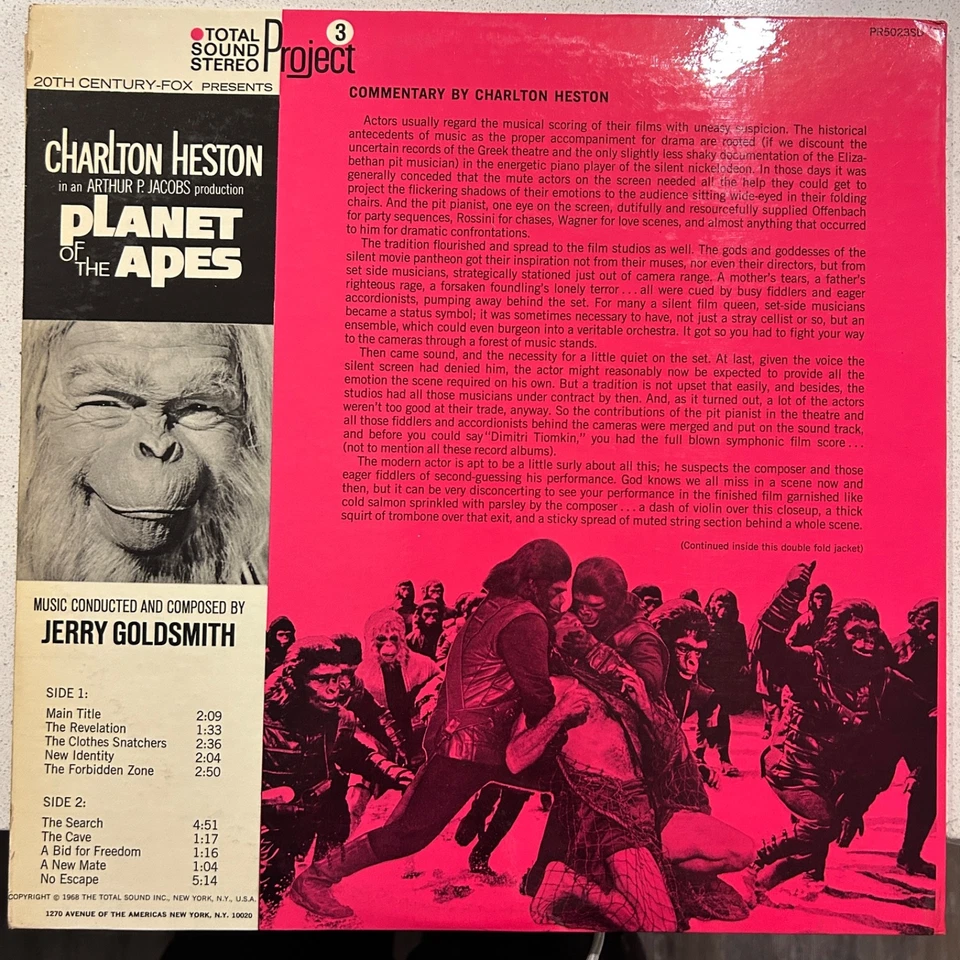 TOTAL
SOUND
STEREO
Project 3
PR5023SD
20TH CENTURY-FOX PRESENTS
CHARLTON HESTON
in an ARTHUR P. JACOBS production
PLANET
OF
THE APES
MUSIC CONDUCTED AND COMPOSED BY
JERRY GOLDSMITH
SIDE 1:
Main Title 2:09
The Revelation 1:33
The Clothes Snatchers 2:36
New Identity 2:04
The Forbidden Zone 2:50
SIDE 2:
The Search 4:51
The Cave 1:17
A Bid for Freedom 1:16
A New Mate 1:04
No Escape 5:14
COPYRIGHT © 1968 THE TOTAL SOUND INC., NEW YORK, N.Y., U.S.A.
1270 AVENUE OF THE AMERICAS NEW YORK, N.Y. 10020
COMMENTARY BY CHARLTON HESTON
Actors usually regard the musical scoring of their films with uneasy suspicion. The historical
antecedents of music as the proper accompaniment for drama are rooted (if we discount the
uncertain records of the Greek theatre and the only slightly less shaky documentation of the Eliza-
bethan pit musician) in the energetic piano player of the silent nickelodeon. In those days it was
generally conceded that the mute actors on the screen needed all the help they could get to
project the flickering shadows of their emotions to the audience sitting wide-eyed in their folding
chairs. And the pit pianist, one eye on the screen, dutifully and resourcefully supplied Offenbach
for party sequences, Rossini for chases, Wagner for love scenes, and almost anything that occurred
to him for dramatic confrontations.
The tradition flourished and spread to the film studios as well. The gods and goddesses of the
silent movie pantheon got their inspiration not from their muses, nor even their directors, but from
set side musicians, strategically stationed just out of camera range. A mother's tears, a father's
righteous rage, a forsaken foundling's lonely terror...all were cued by busy fiddlers and eager
accordionists, pumping away behind the set. For many a silent film queen, set-side musicians
became a status symbol; it was sometimes necessary to have, not just a stray cellist or so, but an
ensemble, which could even burgeon into a veritable orchestra. It got so you had to fight your way
to the cameras through a forest of music stands.
Then came sound, and the necessity for a little quiet on the set. At last, given the voice the
silent screen had denied him, the actor might reasonably now be expected to provide all the
emotion the scene required on his own. But a tradition is not upset that easily, and besides, the
studios had all those musicians under contract by then. And, as it turned out, a lot of the actors
weren't too good at their trade, anyway. So the contributions of the pit pianist in the theatre and
all those fiddlers and accordionists behind the cameras were merged and put on the sound track,
and before you could say "Dimitri Tiomkin," you had the full blown symphonic film score...
(not to mention all these record albums).
The modern actor is apt to be a little surly about all this; he suspects the composer and those
eager fiddlers of second-guessing his performance. God knows we all miss in a scene now and
then, but it can be very disconcerting to see your performance in the finished film garnished like
cold salmon sprinkled with parsley by the composer...a dash of violin over this closeup, a thick
squirt of trombone over that exit, and a sticky spread of muted string section behind a whole scene.
(Continued inside this double fold jacket)